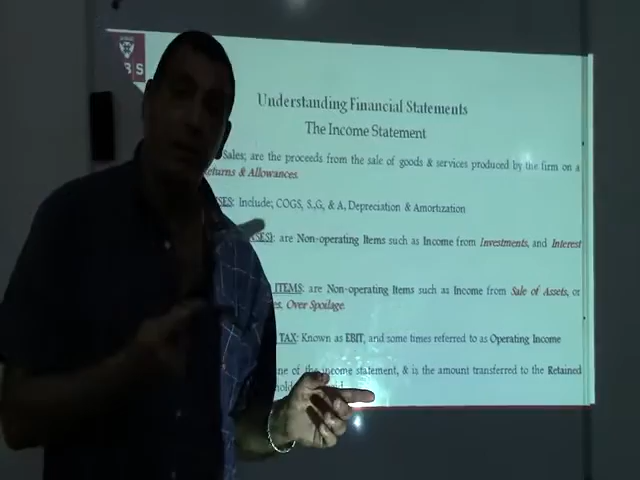 BS
Understanding Financial Statements
The Income Statement
Sales; are the proceeds from the sale of goods & services produced by the firm on a
eturns & Allowances.
SES: Include; COGS, S.,G, & A, Depreciation & Amortization
SES): are Non-operating Items such as Income from Investments, and Interest
ITEMS: are Non-operating Items such as Income from Sale of Assets, or
s, Over Spoilage.
TAX: Known as EBIT, and some times referred to as Operating Income
ne of the income statement, & is the amount transferred to the Retained